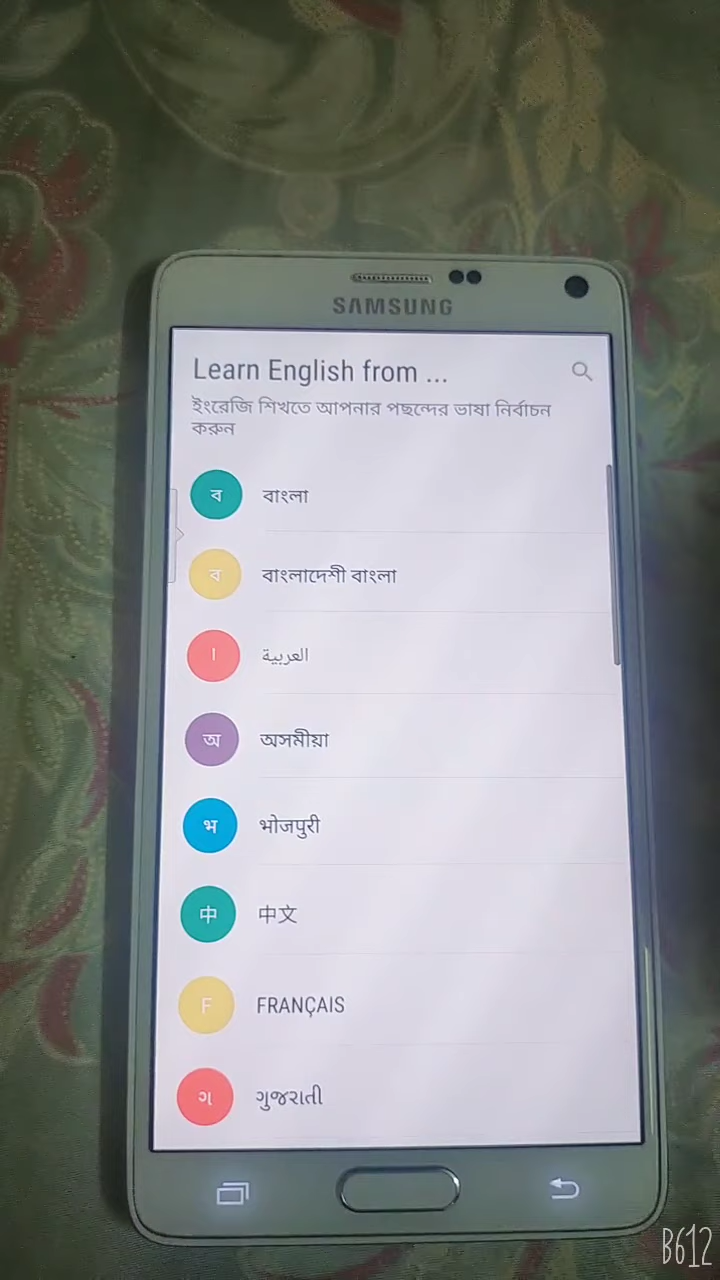 SAMSUNG
Learn English from ...
ইংরেজি শিখতে আপনার পছন্দের ভাষা নির্বাচন
করুন
ব বাংলা
ব বাংলাদেশী বাংলা
ا العربية
অ অসমীয়া
भ भोजपुरी
中 中文
F FRANÇAIS
ગ ગુજરાતી
B612